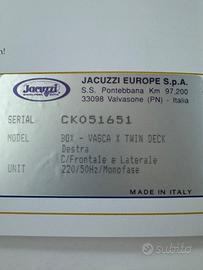 n!
Jacuzzi
JACUZZI EUROPE S.p.A.
S.S. Pontebbana Km 97,200
33098 Valvasone (PN) - Italia
SERIAL CK051651
MODEL BOX - VASCA X TWIN DECK
Destra
C/Frontale e Laterale
UNIT 220/50Hz/Monofase
MADE IN ITALY
subito